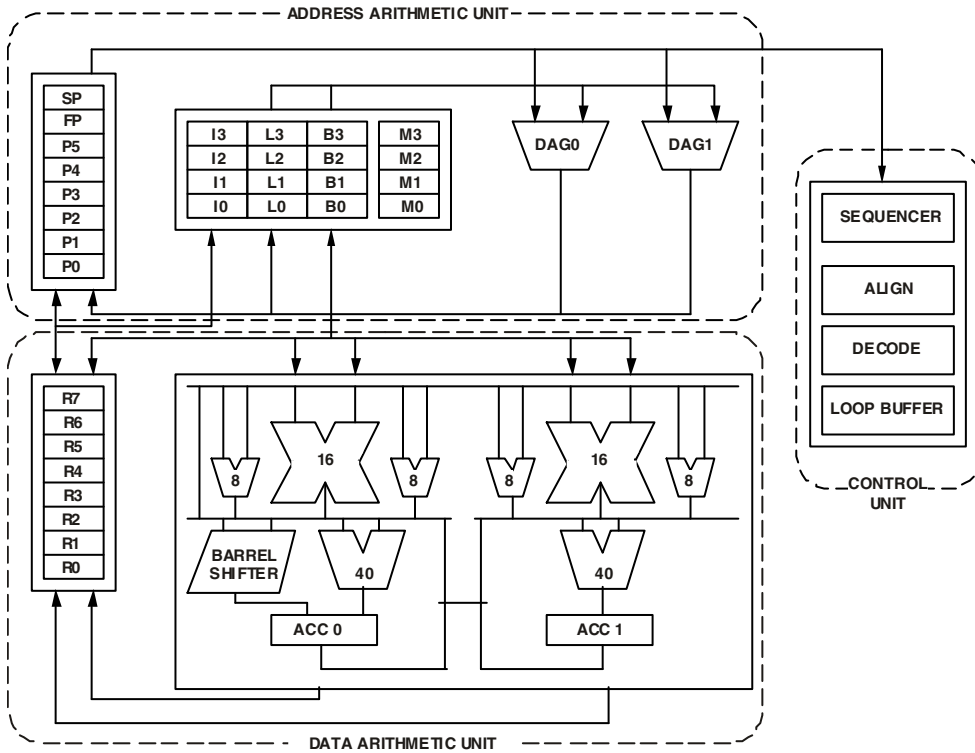 ADDRESS ARITHMETIC UNIT
SP
FP
P5
P4
P3
P2
P1
P0
I3 L3 B3 M3
I2 L2 B2 M2
I1 L1 B1 M1
I0 L0 B0 M0
DAG0
DAG1
SEQUENCER
ALIGN
DECODE
LOOP BUFFER
CONTROL
UNIT
R7
R6
R5
R4
R3
R2
R1
R0
16
8
8
8
16
8
BARREL
SHIFTER
40
40
ACC 0
ACC 1
DATA ARITHMETIC UNIT